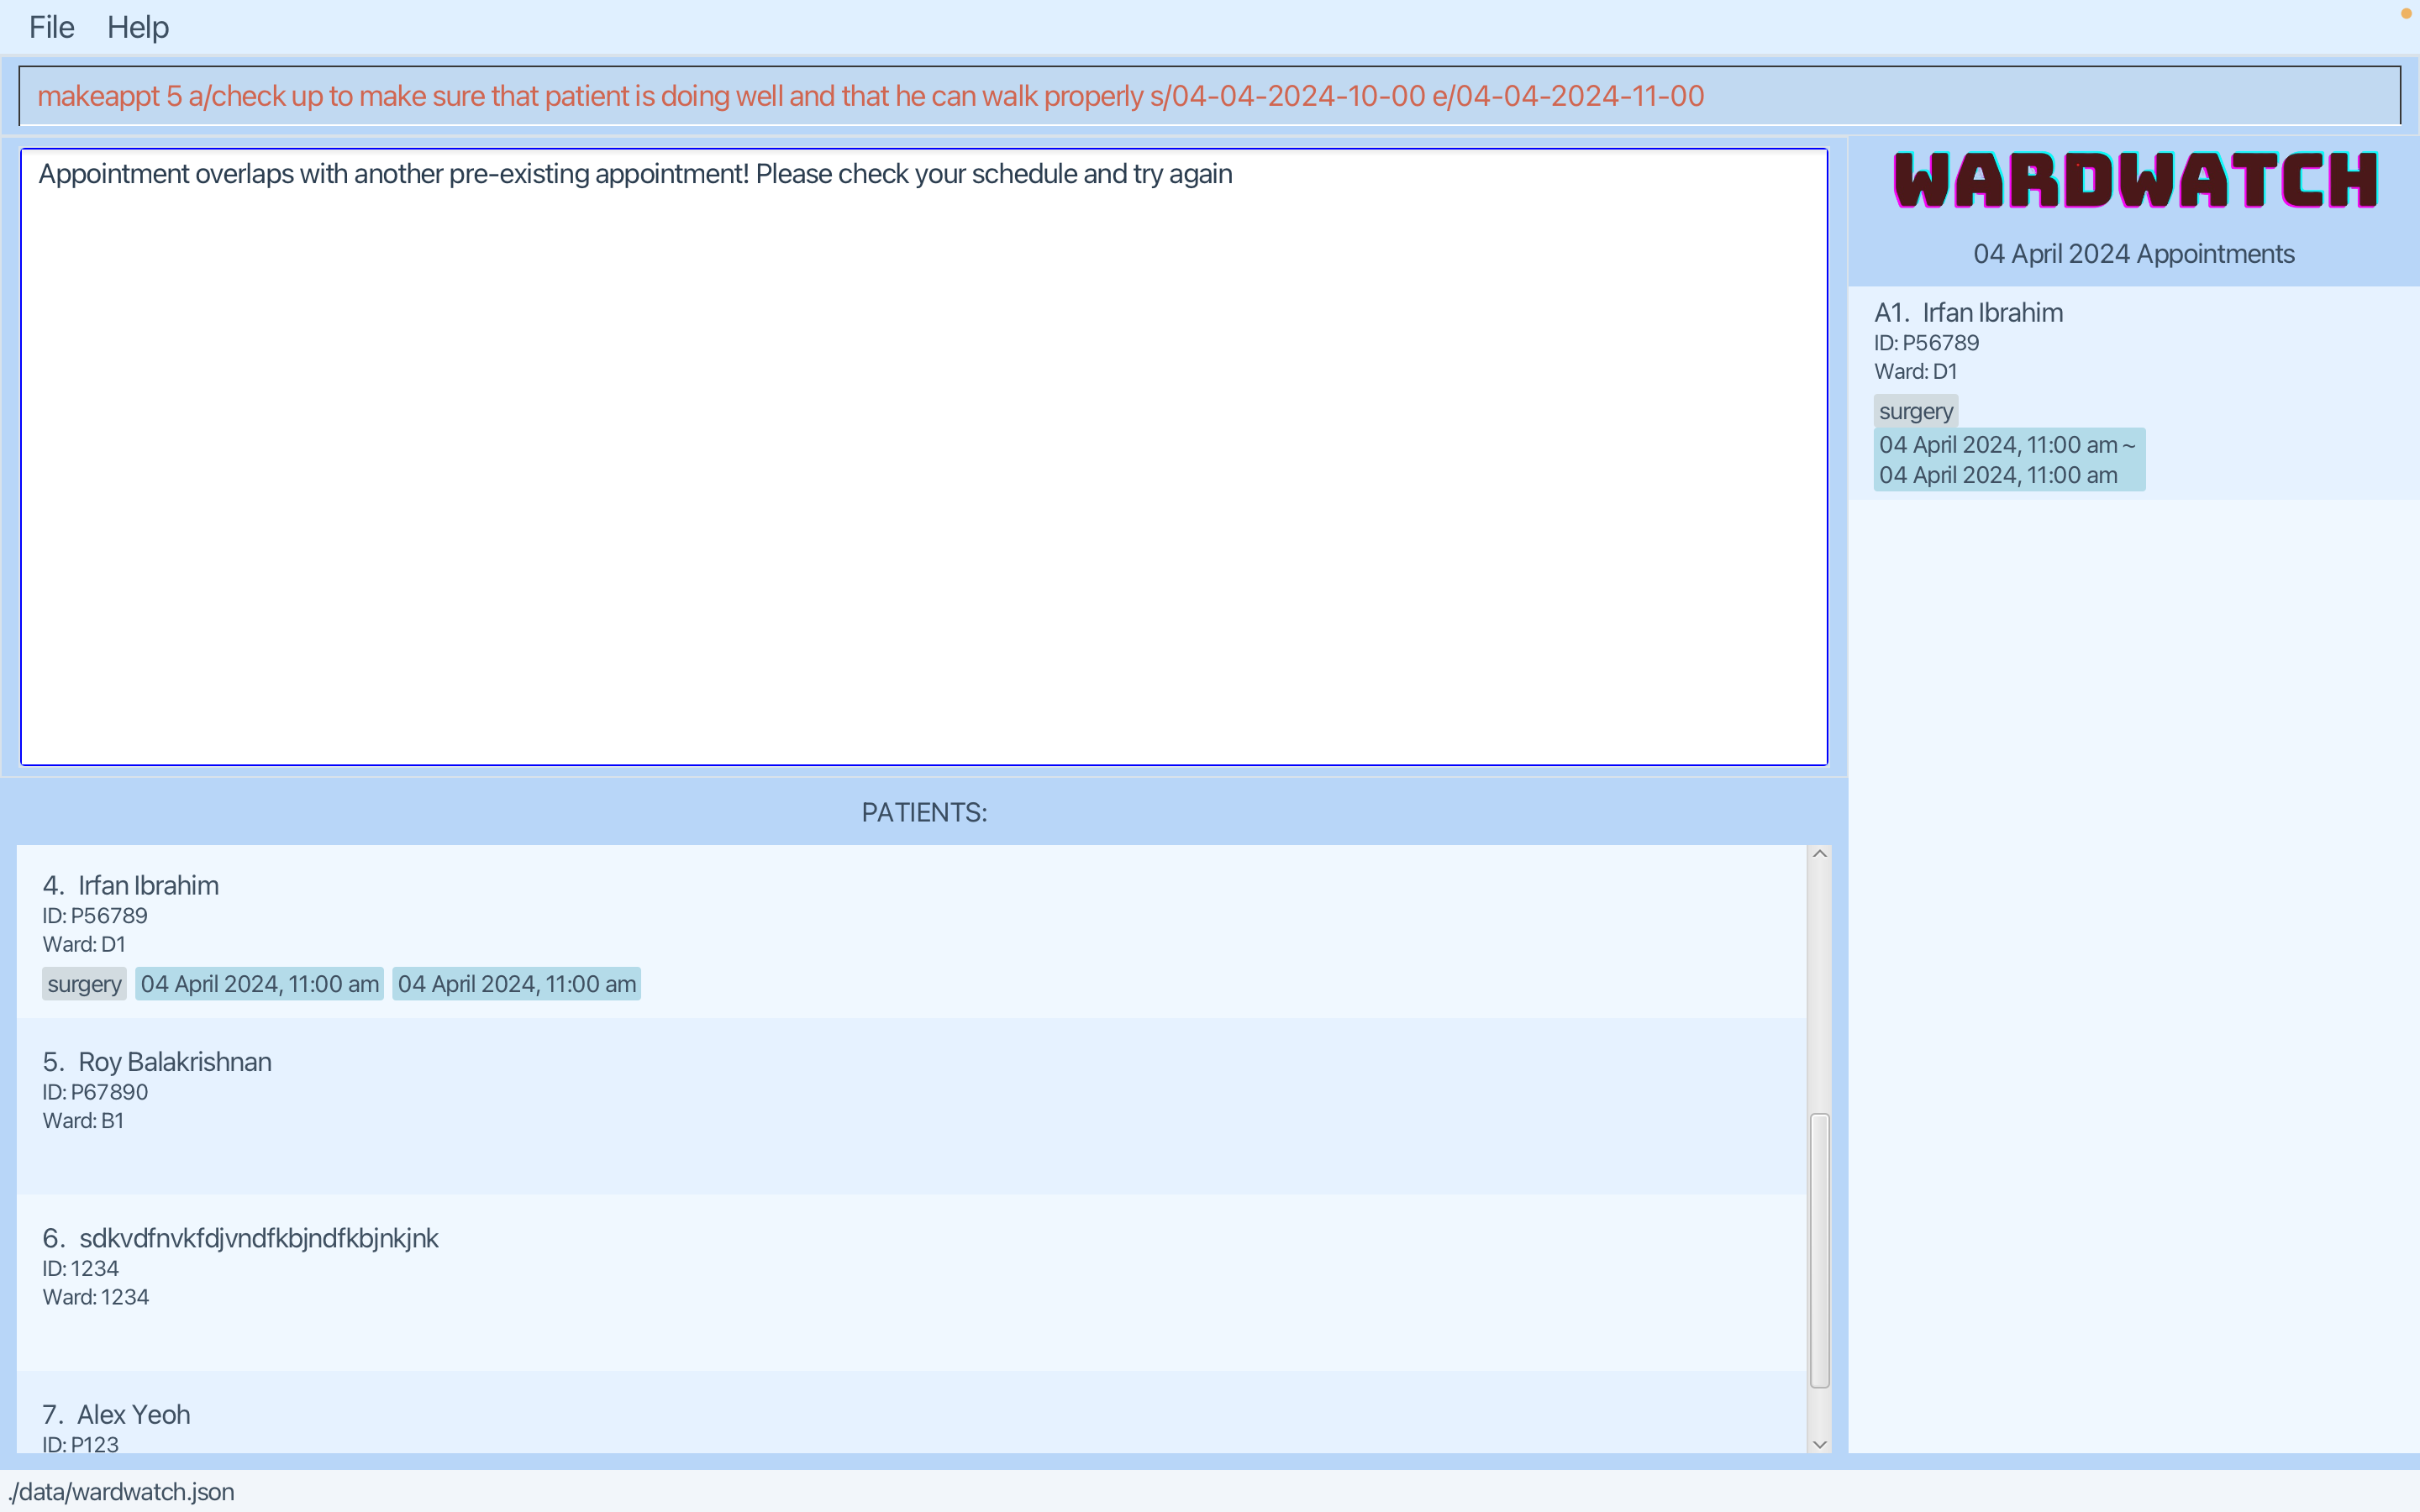 File Help
makeappt 5 a/check up to make sure that patient is doing well and that he can walk properly s/04-04-2024-10-00 e/04-04-2024-11-00
Appointment overlaps with another pre-existing appointment! Please check your schedule and try again
WARDWATCH
04 April 2024 Appointments
A1. Irfan Ibrahim
ID: P56789
Ward: D1
surgery
04 April 2024, 11:00 am ~
04 April 2024, 11:00 am
PATIENTS:
4. Irfan Ibrahim
ID: P56789
Ward: D1
surgery 04 April 2024, 11:00 am 04 April 2024, 11:00 am
5. Roy Balakrishnan
ID: P67890
Ward: B1
6. sdkvdfnvkfdjvndfkbjndfkbjnkjnk
ID: 1234
Ward: 1234
7. Alex Yeoh
ID: P123
./data/wardwatch.json